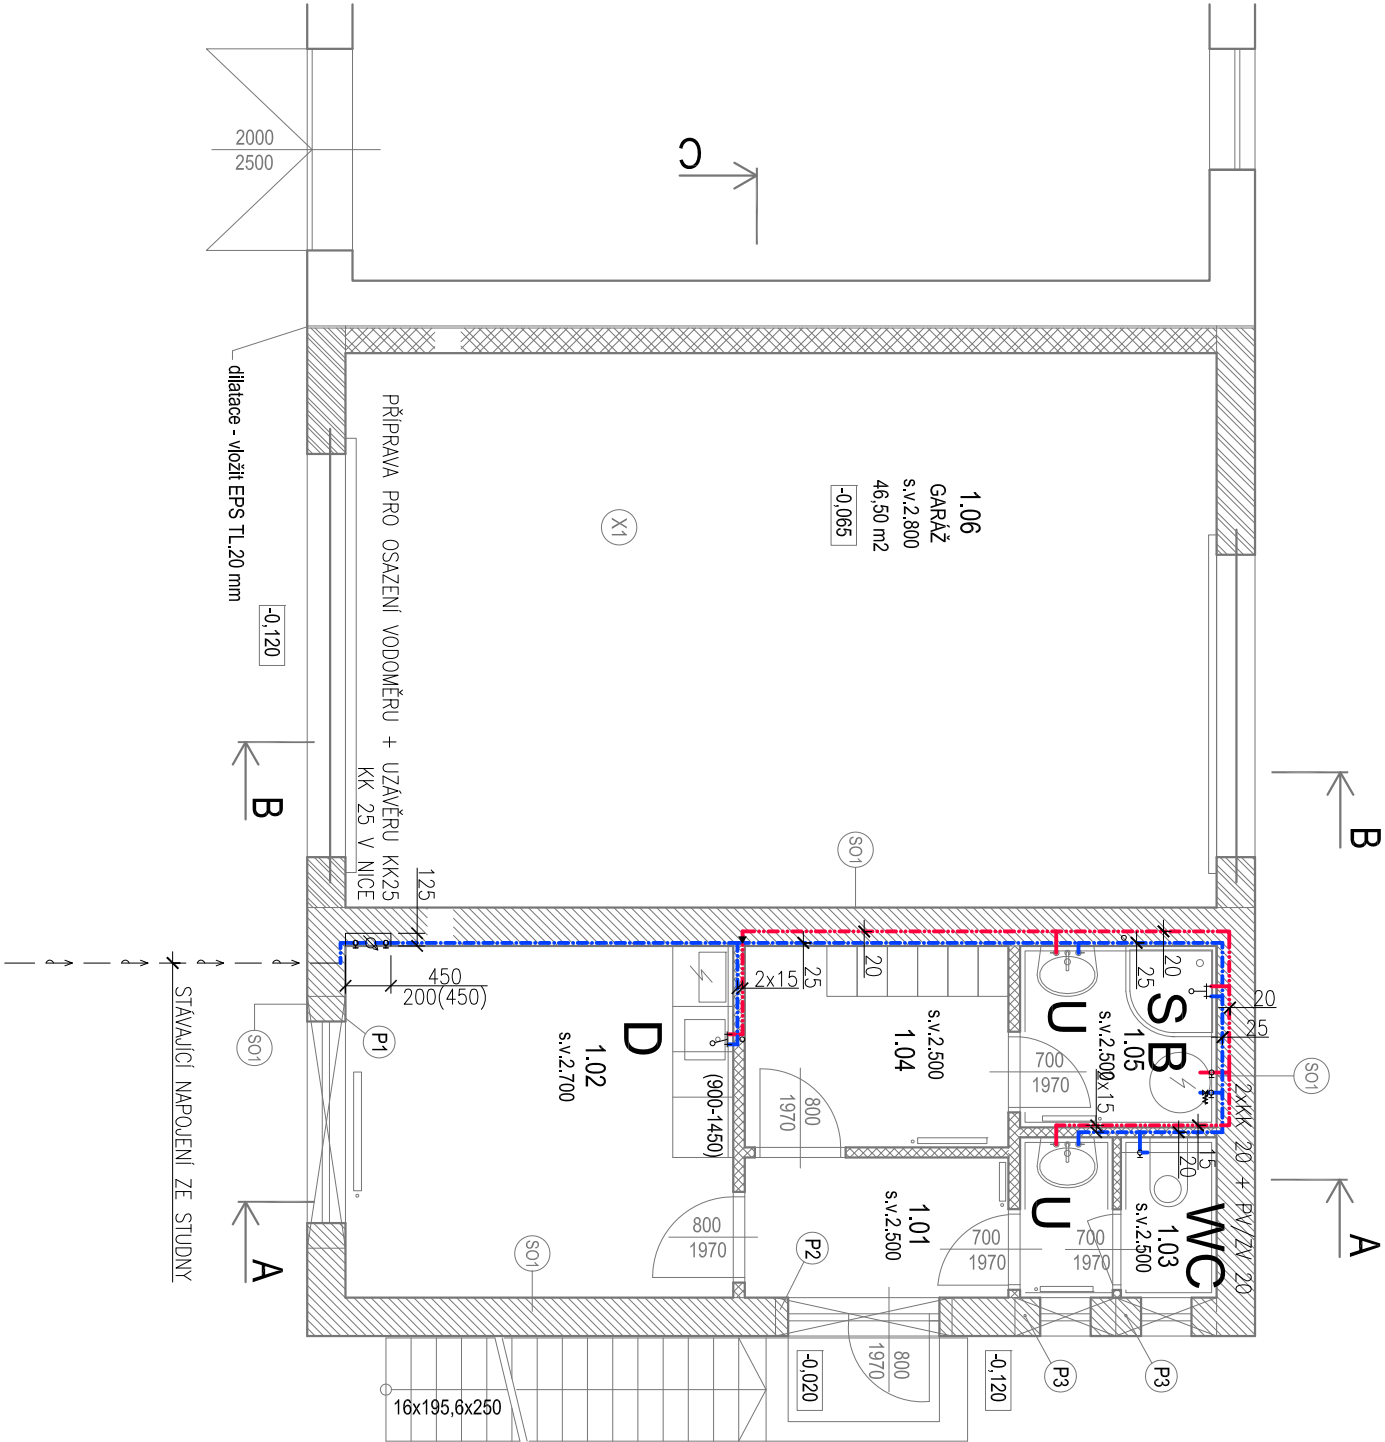 2000
2500
C
dilatace - vložit EPS TL.20 mm
-0,120
PŘÍPRAVA PRO OSAZENÍ VODOMĚRU + UZÁVĚRU KK25
KK 25 V NICE
1.06
GARÁŽ
s.v.2.800
46,50 m2
-0,065
X1
B
B
SO1
125
450
200(450)
STÁVAJÍCÍ NAPOJENÍ ZE STUDNY
SO1
P1
D
1.02
s.v.2.700
(900-1450)
2x15
25
20
20
25
20
25
U
S
B
1.05
s.v.2.500
2x15
1.04
s.v.2.500
700
1970
800
1970
SO1
2xKK 20 + PV/ZV 20
15
20
U
WC
1.03
s.v.2.500
1.01
s.v.2.500
700
1970
700
1970
800
1970
SO1
P2
A
A
800
1970
-0,020
-0,120
P3
P3
16x195,6x250